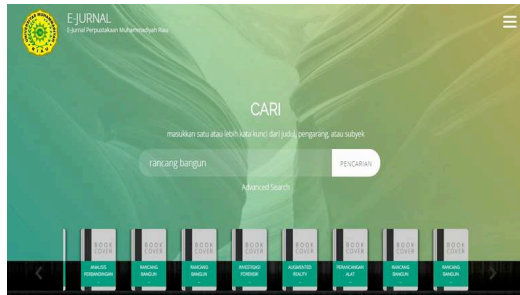 E-JURNAL
E-Jurnal Perpustakaan Muhammadiyah Riau
CARI
masukkan satu atau lebih kata kunci dari judul, pengarang, atau subyek
rancang bangun
PENCARIAN
Advanced Search
BOOK COVER
BOOK COVER
BOOK COVER
BOOK COVER
BOOK COVER
BOOK COVER
BOOK COVER
BOOK COVER
ANALISIS PERBANDINGAN
RANCANG BANGUN
RANCANG BANGUN
INVESTIGASI FORENSIK
AUGMENTED REALITY
PERANCANGAN ALAT
RANCANG BANGUN
RANCANG BANGUN